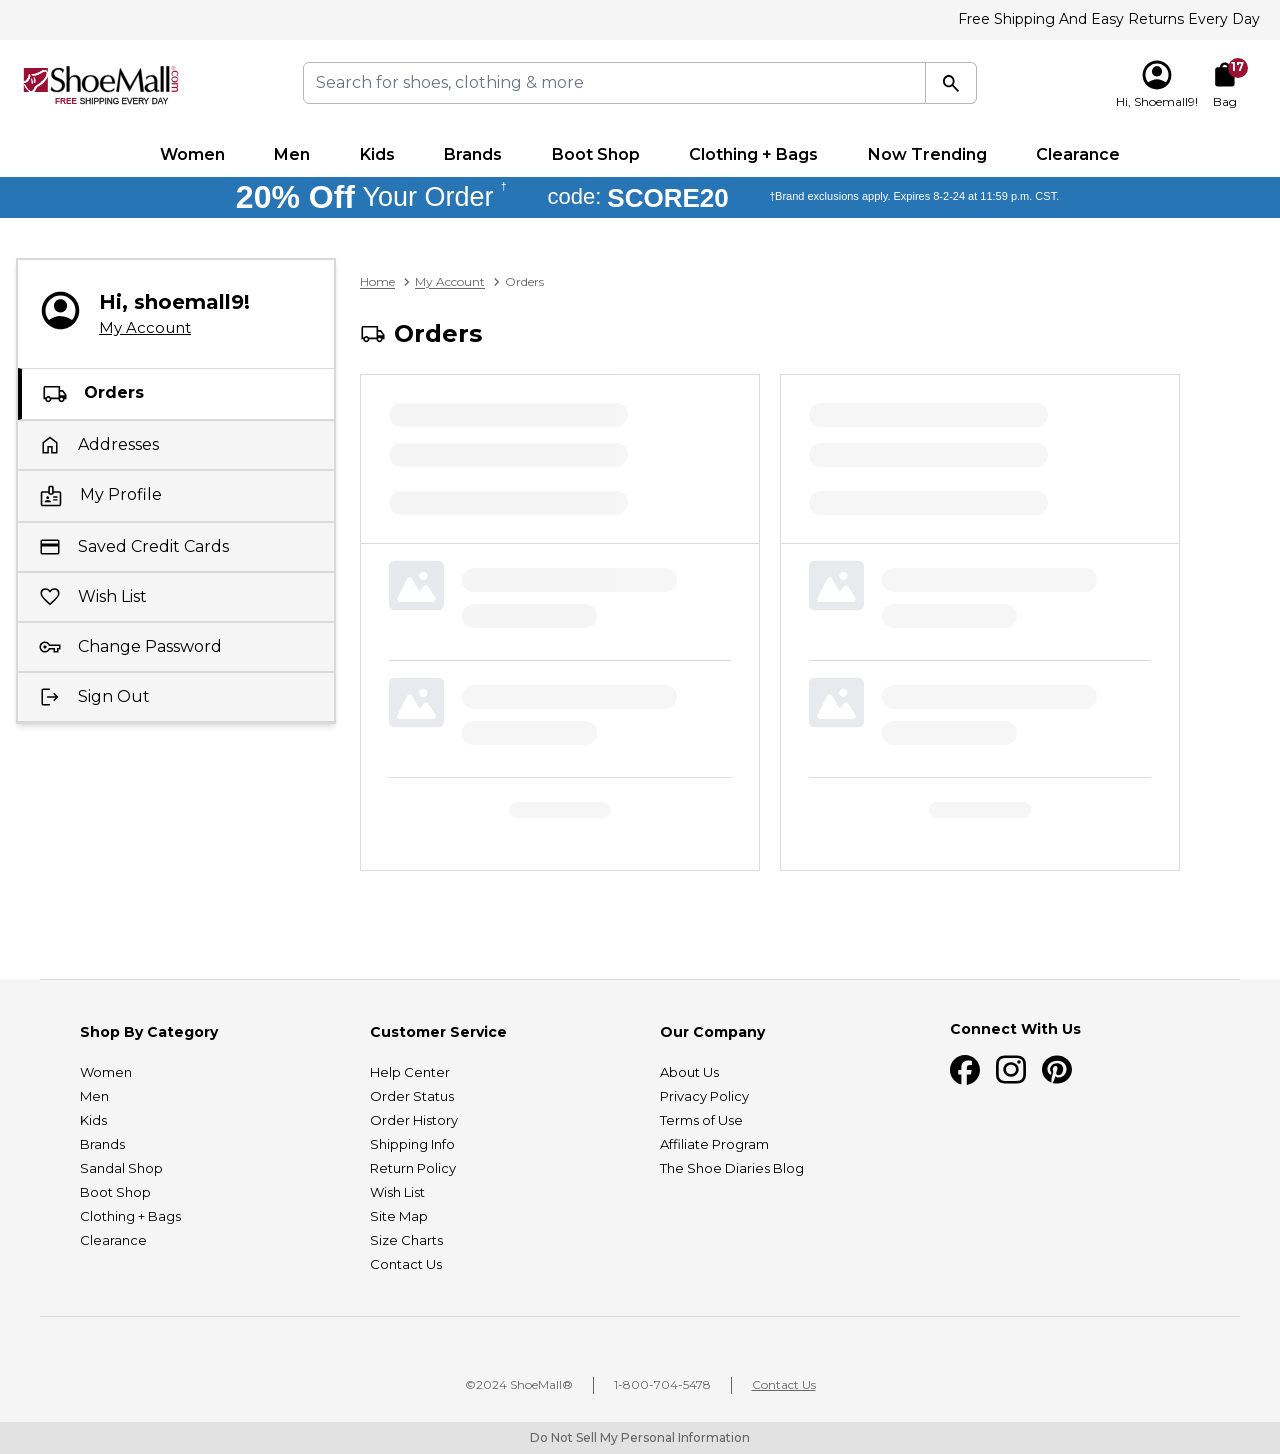 Free Shipping And Easy Returns Every Day
ShoeMall.com®
FREE SHIPPING EVERY DAY
Search for shoes, clothing & more
Hi, Shoemall9!
17
Bag
Women Men Kids Brands Boot Shop Clothing + Bags Now Trending Clearance
20% Off Your Order † code: SCORE20 †Brand exclusions apply. Expires 8-2-24 at 11:59 p.m. CST.
Hi, shoemall9!
My Account
Orders
Addresses
My Profile
Saved Credit Cards
Wish List
Change Password
Sign Out
Home My Account Orders
Orders
Shop By Category
Women
Men
Kids
Brands
Sandal Shop
Boot Shop
Clothing + Bags
Clearance
Customer Service
Help Center
Order Status
Order History
Shipping Info
Return Policy
Wish List
Site Map
Size Charts
Contact Us
Our Company
About Us
Privacy Policy
Terms of Use
Affiliate Program
The Shoe Diaries Blog
Connect With Us
©2024 ShoeMall® 1-800-704-5478 Contact Us
Do Not Sell My Personal Information